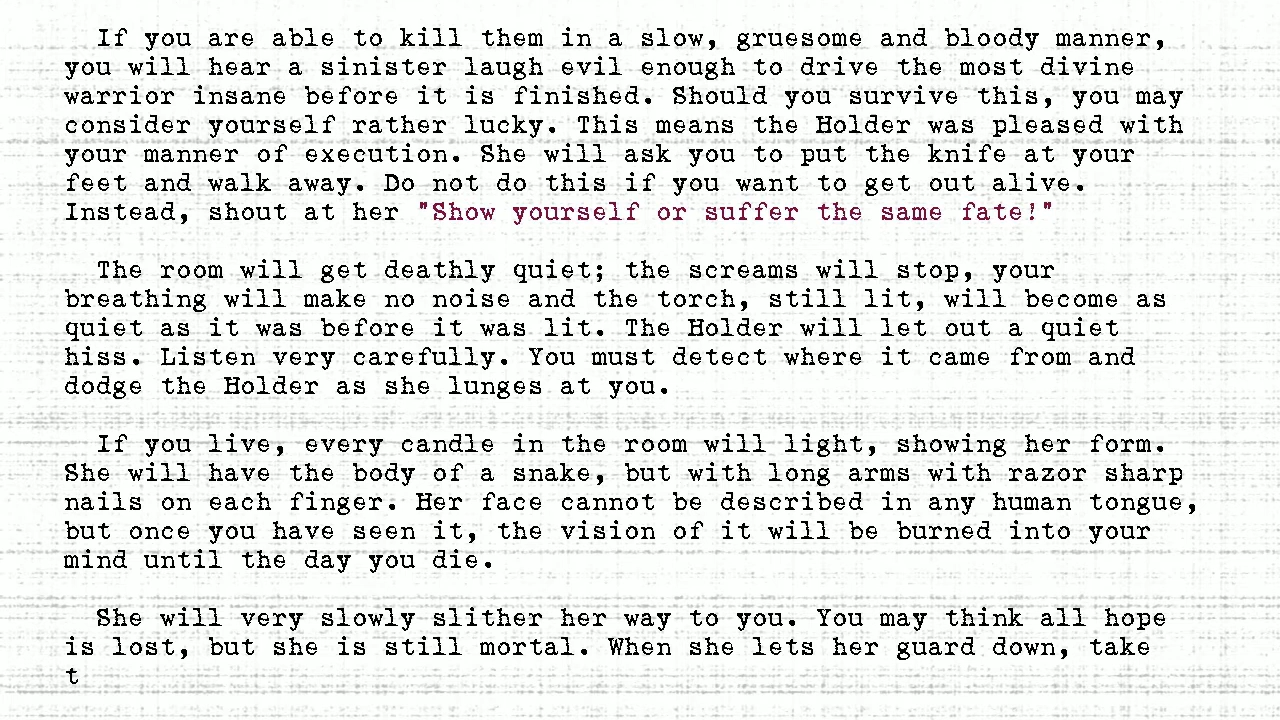 If you are able to kill them in a slow, gruesome and bloody manner,
you will hear a sinister laugh evil enough to drive the most divine
warrior insane before it is finished. Should you survive this, you may
consider yourself rather lucky. This means the Holder was pleased with
your manner of execution. She will ask you to put the knife at your
feet and walk away. Do not do this if you want to get out alive.
Instead, shout at her "Show yourself or suffer the same fate!"
The room will get deathly quiet; the screams will stop, your
breathing will make no noise and the torch, still lit, will become as
quiet as it was before it was lit. The Holder will let out a quiet
hiss. Listen very carefully. You must detect where it came from and
dodge the Holder as she lunges at you.
If you live, every candle in the room will light, showing her form.
She will have the body of a snake, but with long arms with razor sharp
nails on each finger. Her face cannot be described in any human tongue,
but once you have seen it, the vision of it will be burned into your
mind until the day you die.
She will very slowly slither her way to you. You may think all hope
is lost, but she is still mortal. When she lets her guard down, take
t